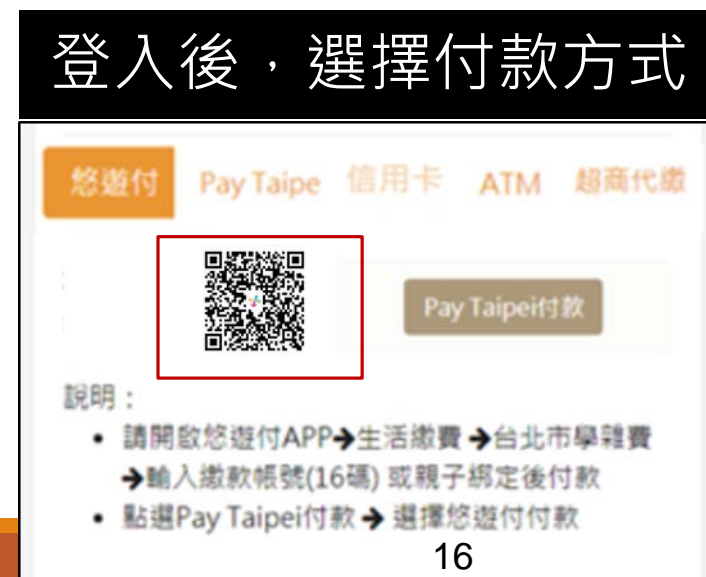 登入後，選擇付款方式
悠遊付 Pay Taipe 信用卡 ATM 超商代繳
Pay Taipei付款
說明：
• 請開啟悠遊付APP➔生活繳費 ➔台北市學雜費
➔輸入繳款帳號(16碼) 或親子綁定後付款
• 點選Pay Taipei付款 ➔ 選擇悠遊付付款
16